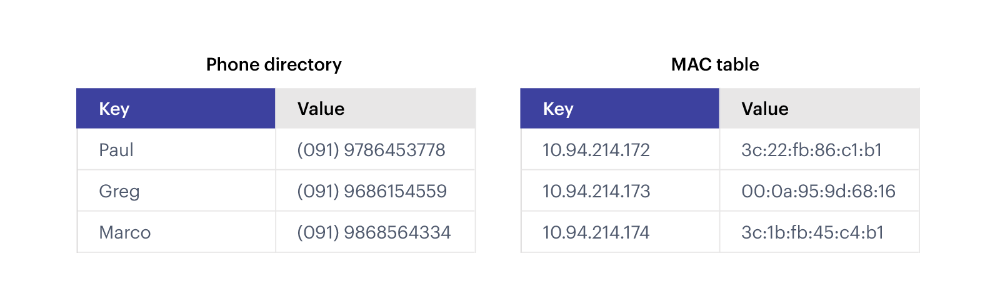 Phone directory
Key Value
Paul (091) 9786453778
Greg (091) 9686154559
Marco (091) 9868564334
MAC table
Key Value
10.94.214.172 3c:22:fb:86:c1:b1
10.94.214.173 00:0a:95:9d:68:16
10.94.214.174 3c:1b:fb:45:c4:b1